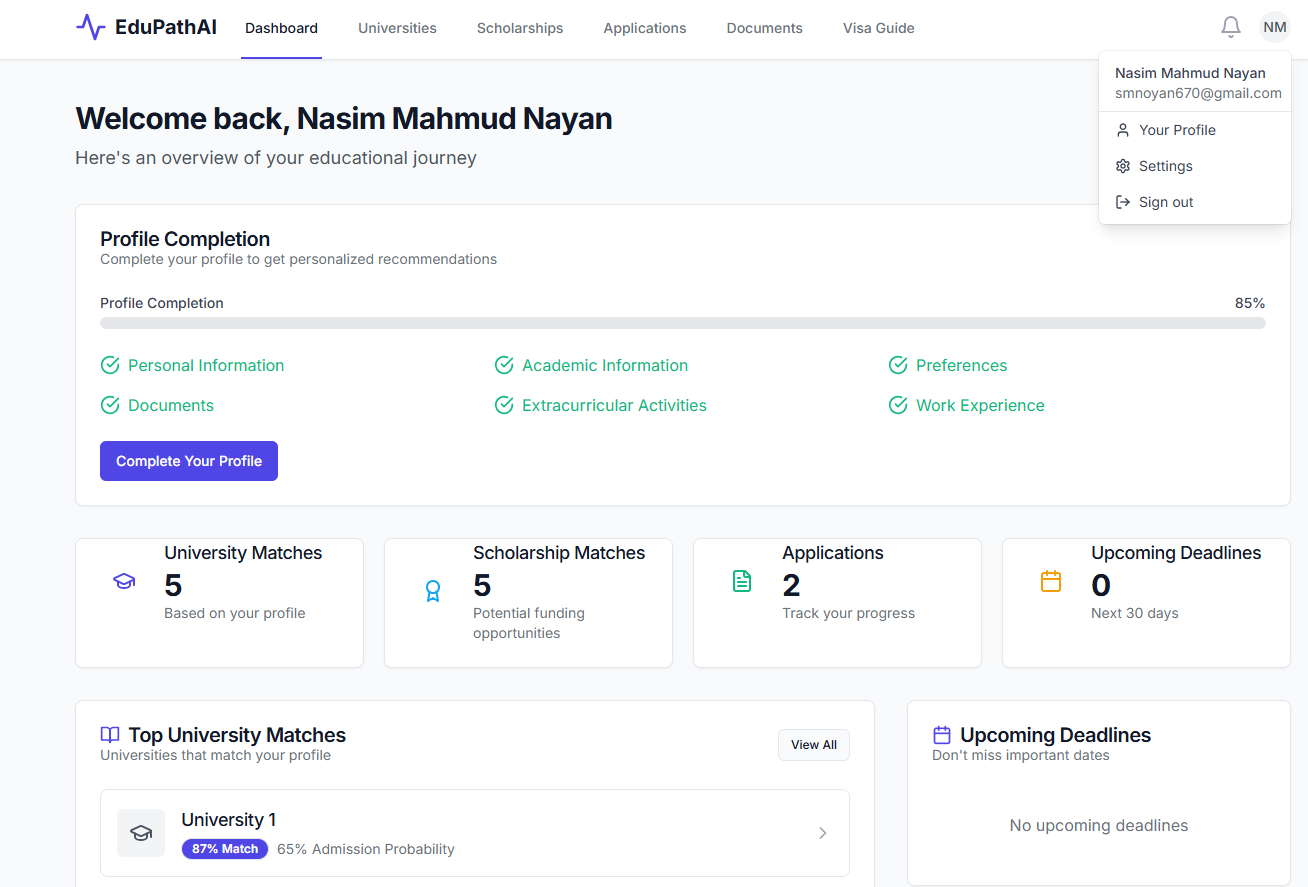 EduPathAI
Dashboard
Universities
Scholarships
Applications
Documents
Visa Guide
NM
Nasim Mahmud Nayan
smnoyan670@gmail.com
Your Profile
Settings
Sign out
Welcome back, Nasim Mahmud Nayan
Here's an overview of your educational journey
Profile Completion
Complete your profile to get personalized recommendations
Profile Completion
85%
Personal Information
Academic Information
Preferences
Documents
Extracurricular Activities
Work Experience
Complete Your Profile
University Matches
5
Based on your profile
Scholarship Matches
5
Potential funding
opportunities
Applications
2
Track your progress
Upcoming Deadlines
0
Next 30 days
Top University Matches
Universities that match your profile
View All
University 1
87% Match
65% Admission Probability
Upcoming Deadlines
Don't miss important dates
No upcoming deadlines